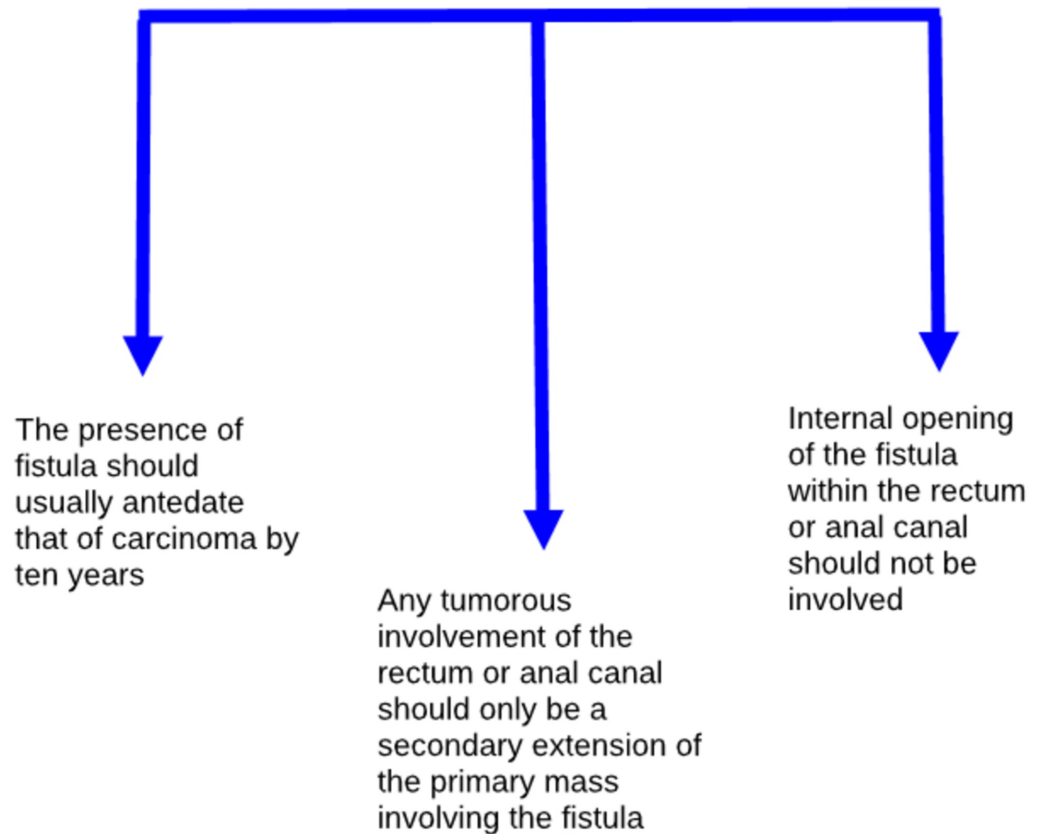 The presence of
fistula should
usually antedate
that of carcinoma by
ten years
Any tumorous
involvement of the
rectum or anal canal
should only be a
secondary extension of
the primary mass
involving the fistula
Internal opening
of the fistula
within the rectum
or anal canal
should not be
involved